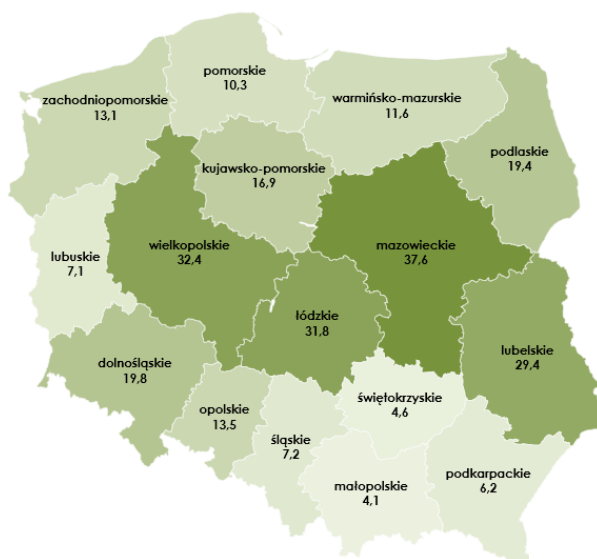 pomorskie
10,3
zachodniopomorskie
13,1
warmińsko-mazurskie
11,6
podlaskie
19,4
kujawsko-pomorskie
16,9
wielkopolskie
32,4
mazowieckie
37,6
lubuskie
7,1
łódzkie
31,8
lubelskie
29,4
dolnośląskie
19,8
opolskie
13,5
świętokrzyskie
4,6
śląskie
7,2
podkarpackie
6,2
małopolskie
4,1